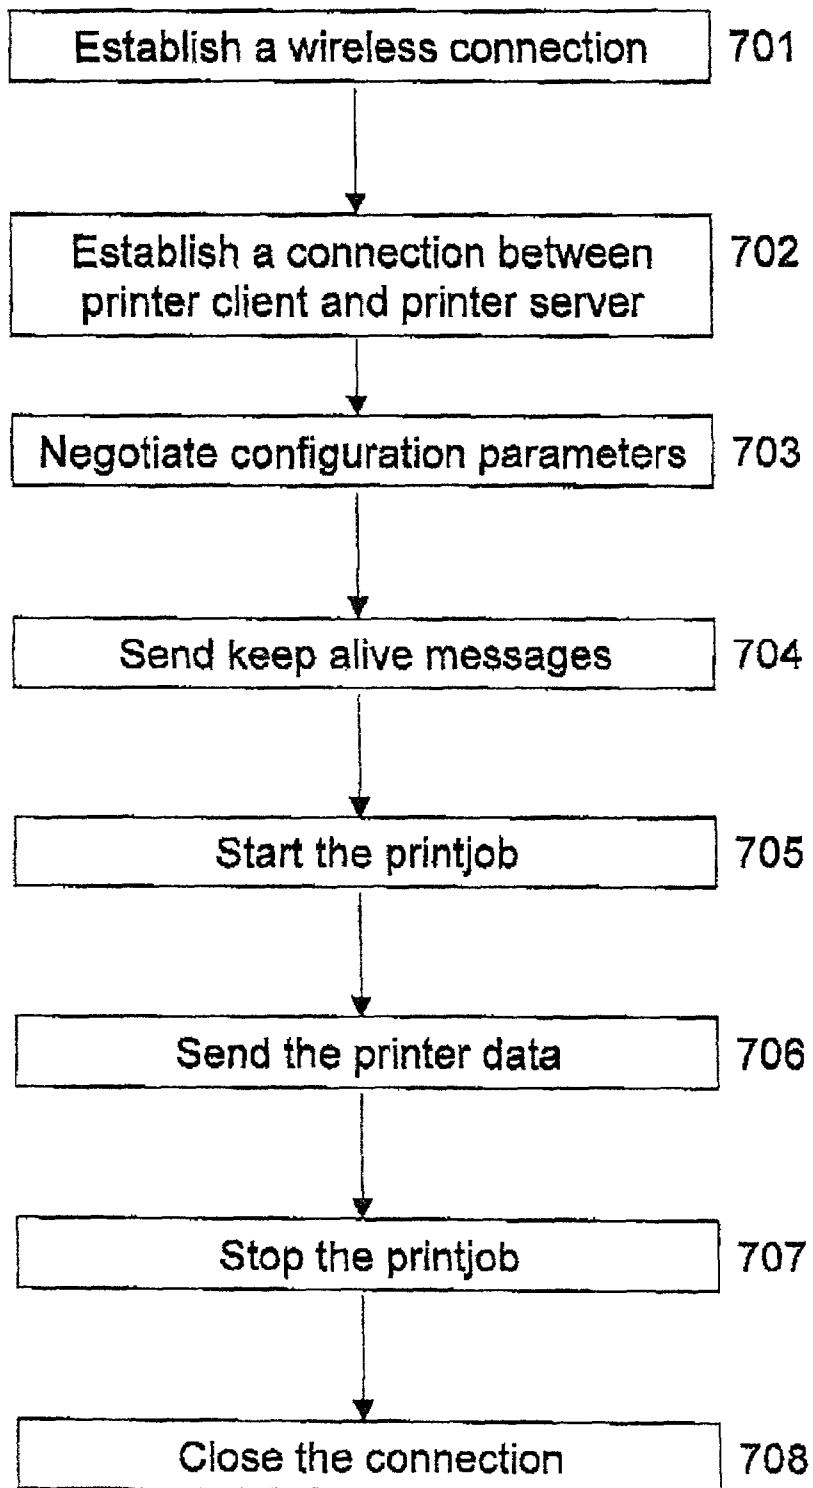 Establish a wireless connection 701
Establish a connection between 702
printer client and printer server
Negotiate configuration parameters 703
Send keep alive messages 704
Start the printjob 705
Send the printer data 706
Stop the printjob 707
Close the connection 708